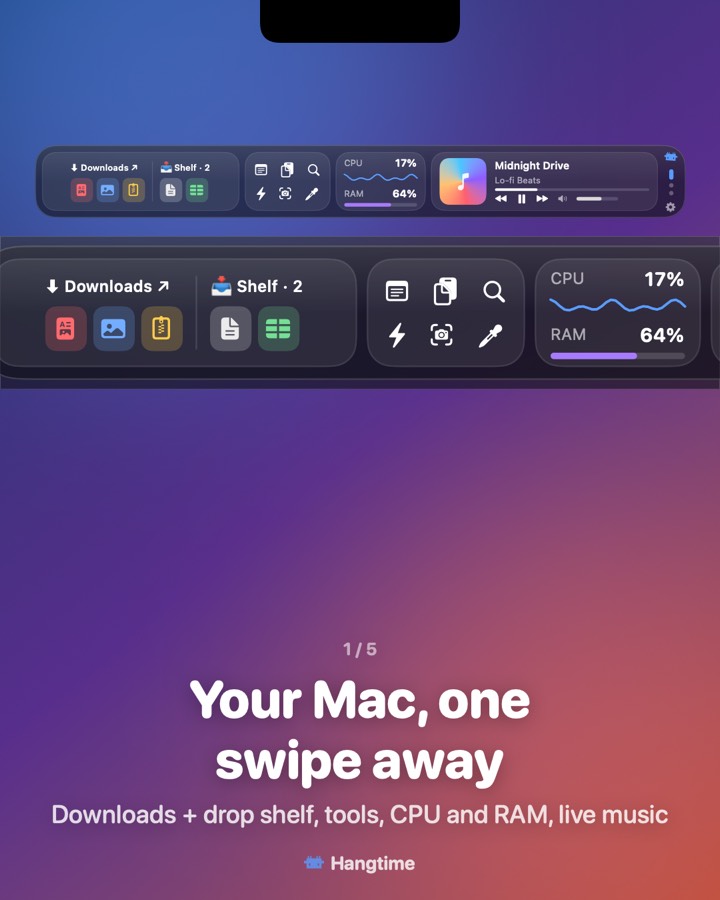 Downloads
Shelf · 2
CPU 17%
RAM 64%
Midnight Drive
Lo-fi Beats
Downloads
Shelf · 2
CPU 17%
RAM 64%
1 / 5
Your Mac, one
swipe away
Downloads + drop shelf, tools, CPU and RAM, live music
Hangtime